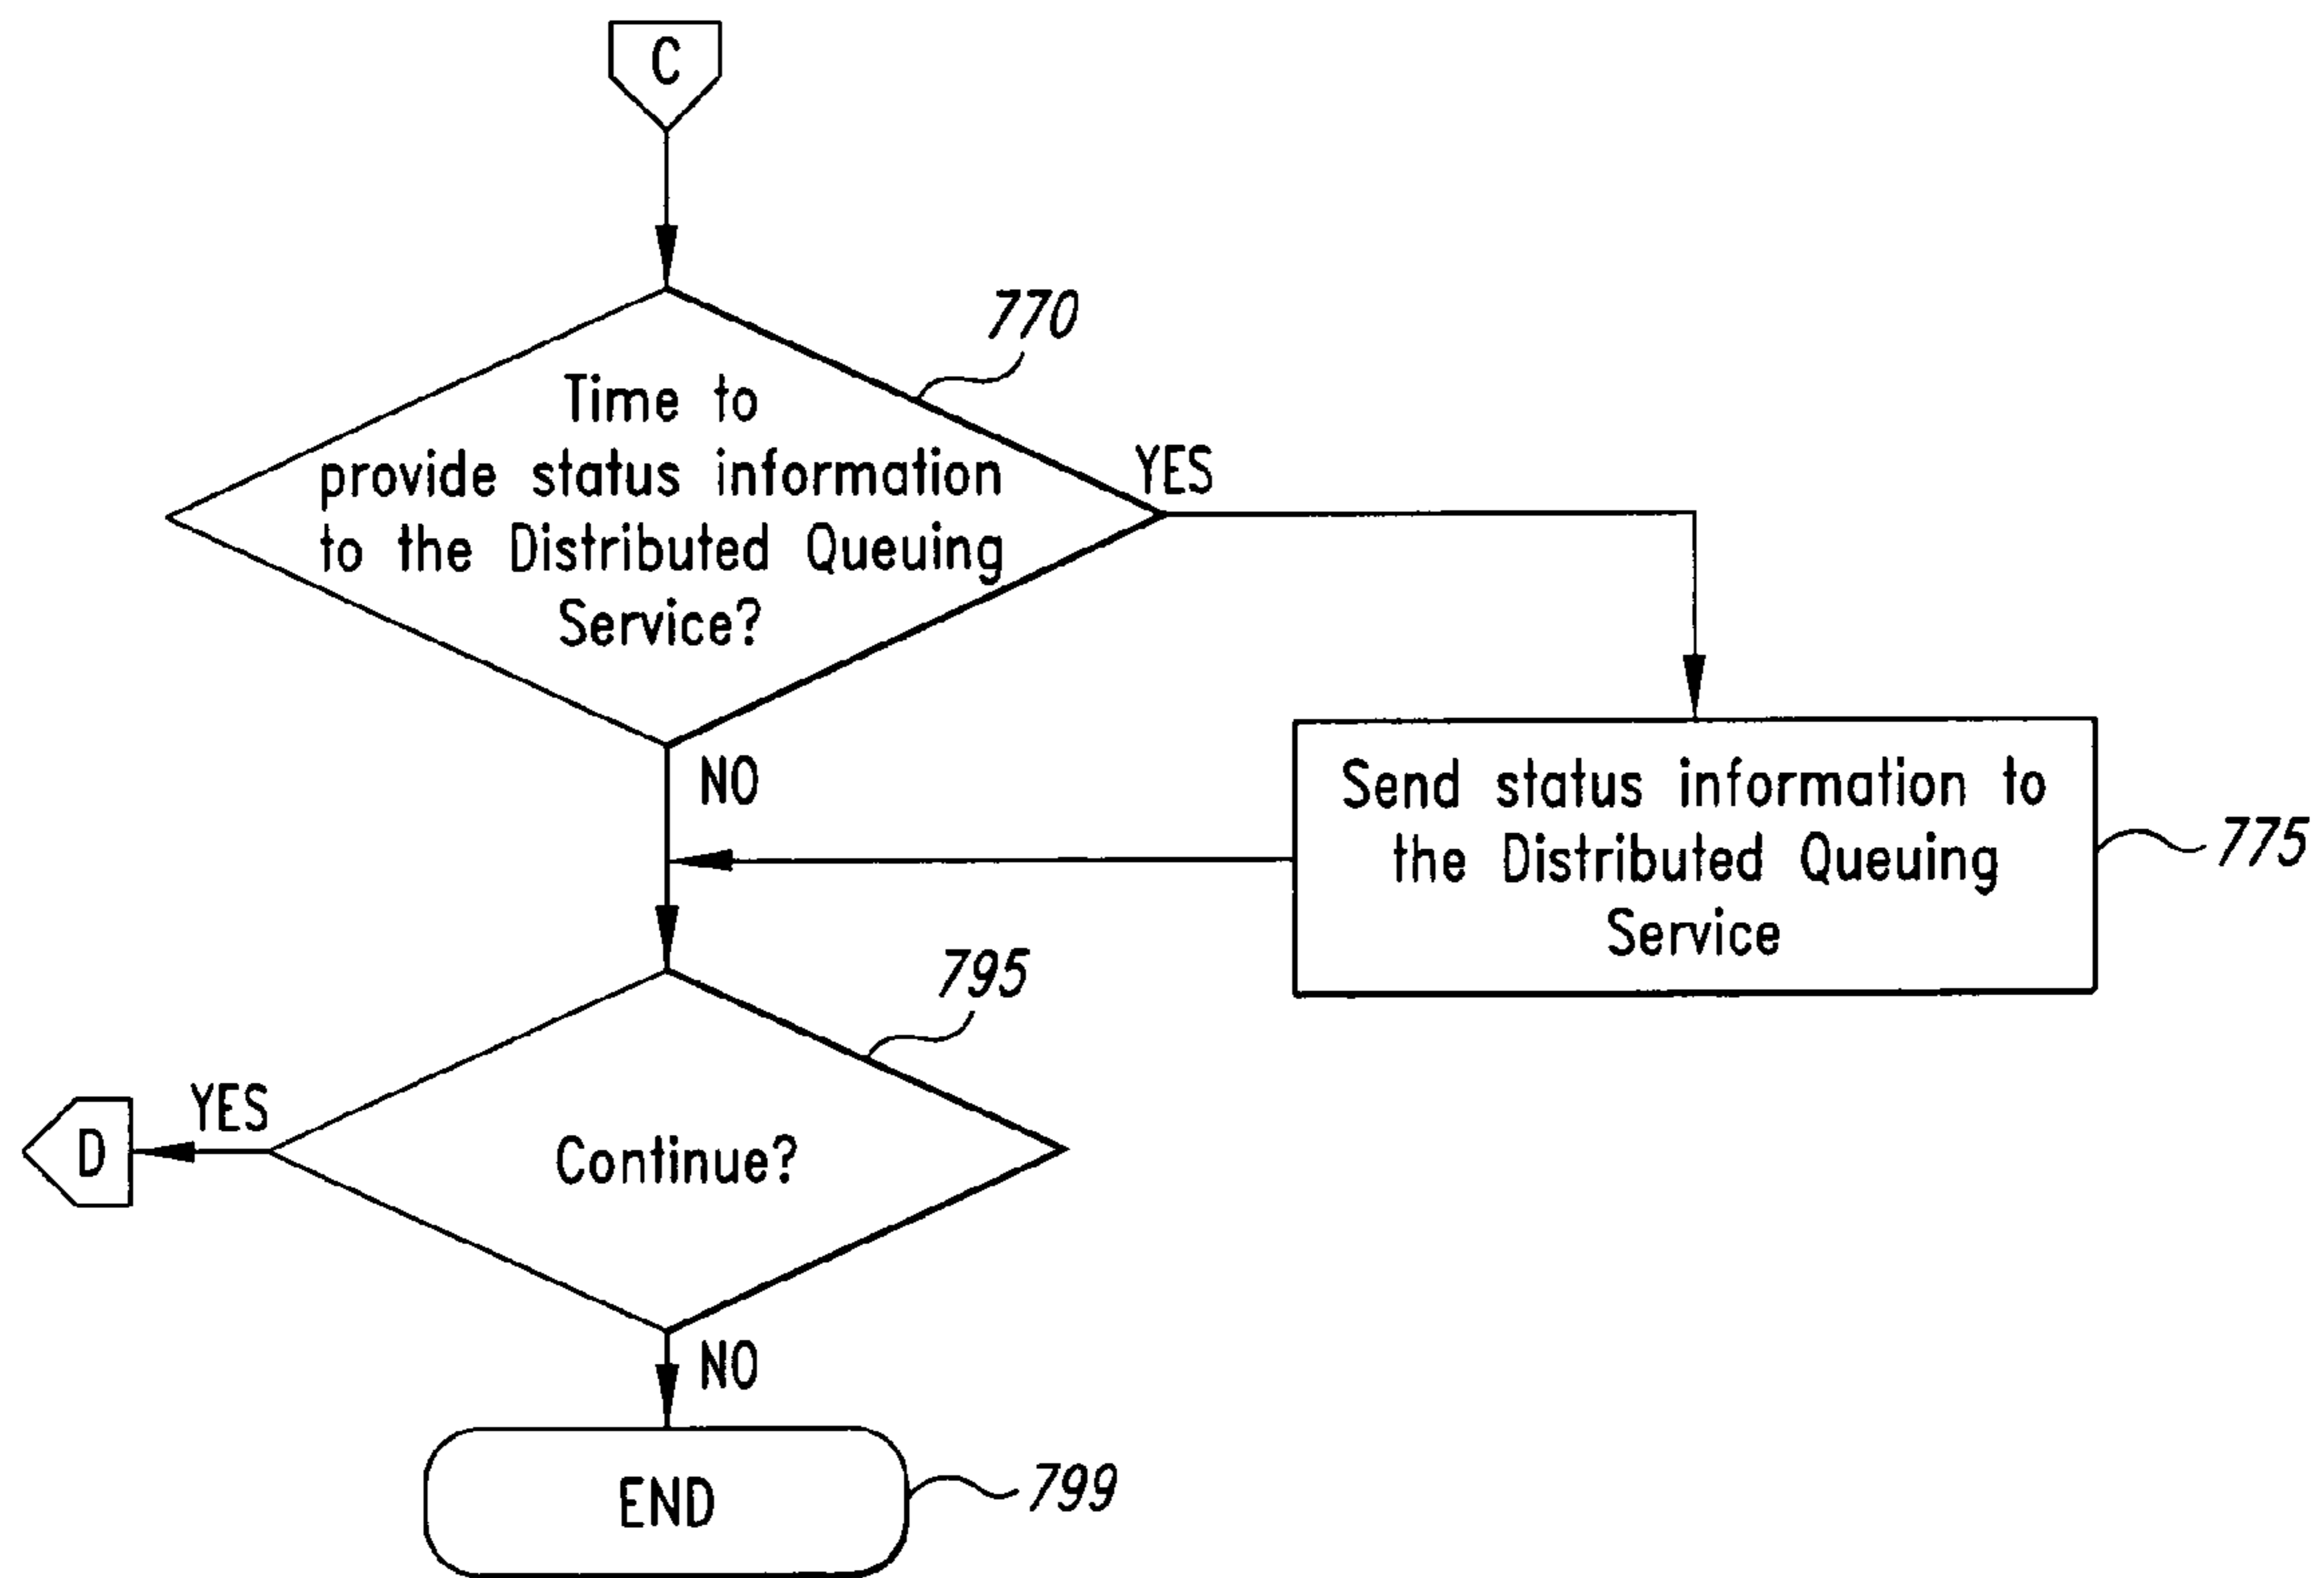 C
770
Time to
provide status information
to the Distributed Queuing
Service?
YES
NO
Send status information to
the Distributed Queuing
Service
775
795
YES
D
Continue?
NO
END
799